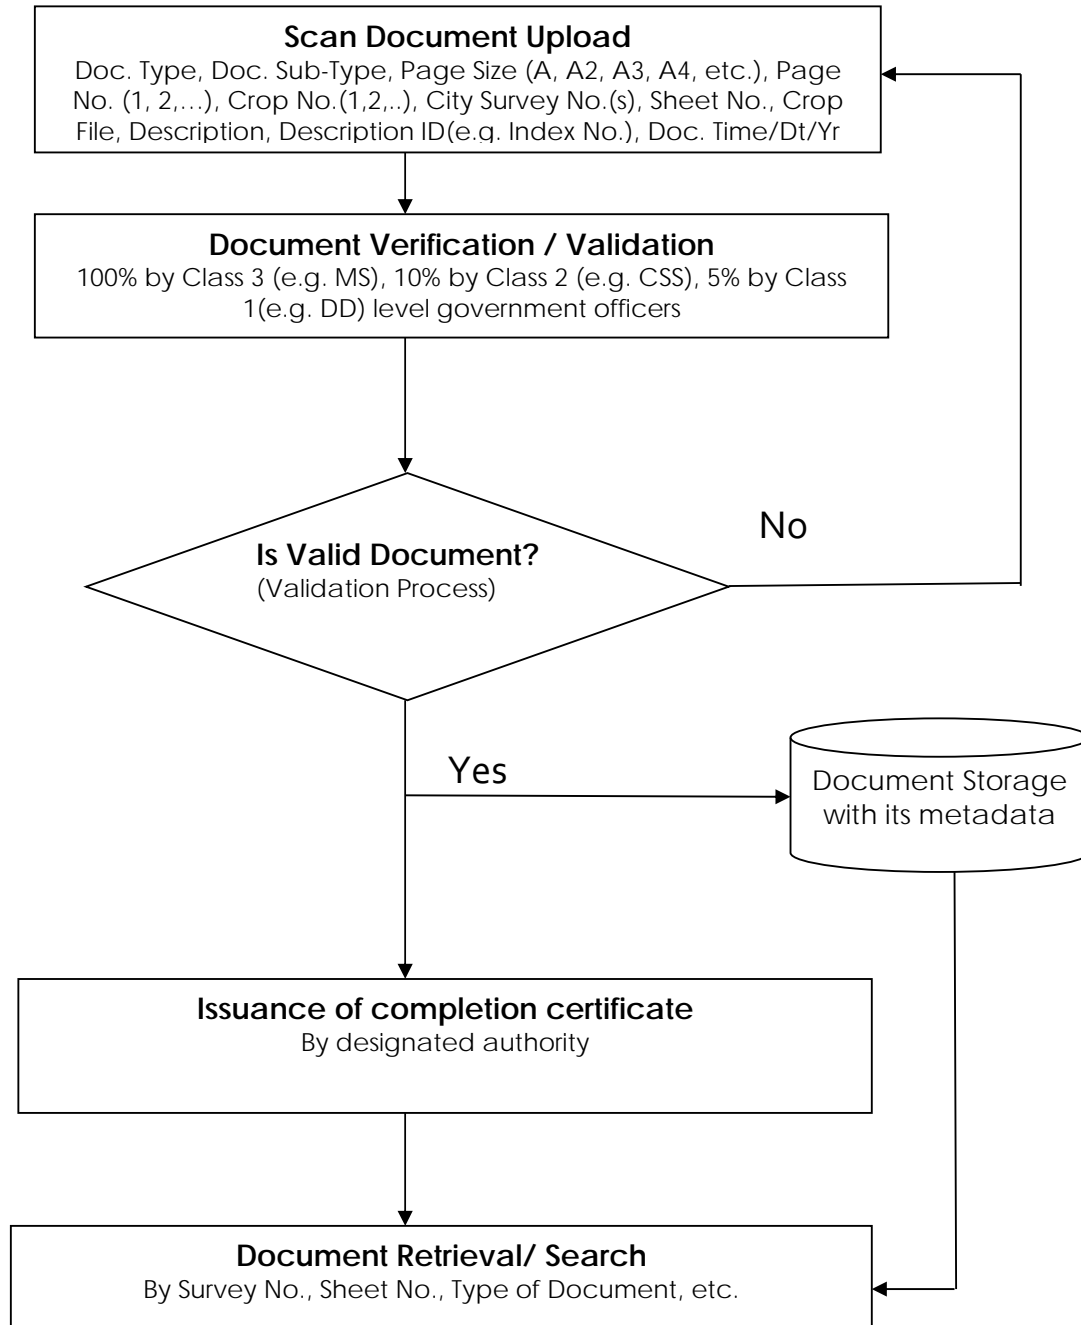 Scan Document Upload
Doc. Type, Doc. Sub-Type, Page Size (A, A2, A3, A4, etc.), Page
No. (1, 2,...), Crop No.(1,2,..), City Survey No.(s), Sheet No., Crop
File, Description, Description ID(e.g. Index No.), Doc. Time/Dt/Yr
Document Verification / Validation
100% by Class 3 (e.g. MS), 10% by Class 2 (e.g. CSS), 5% by Class
1(e.g. DD) level government officers
Is Valid Document?
(Validation Process)
No
Yes
Document Storage
with its metadata
Issuance of completion certificate
By designated authority
Document Retrieval/ Search
By Survey No., Sheet No., Type of Document, etc.